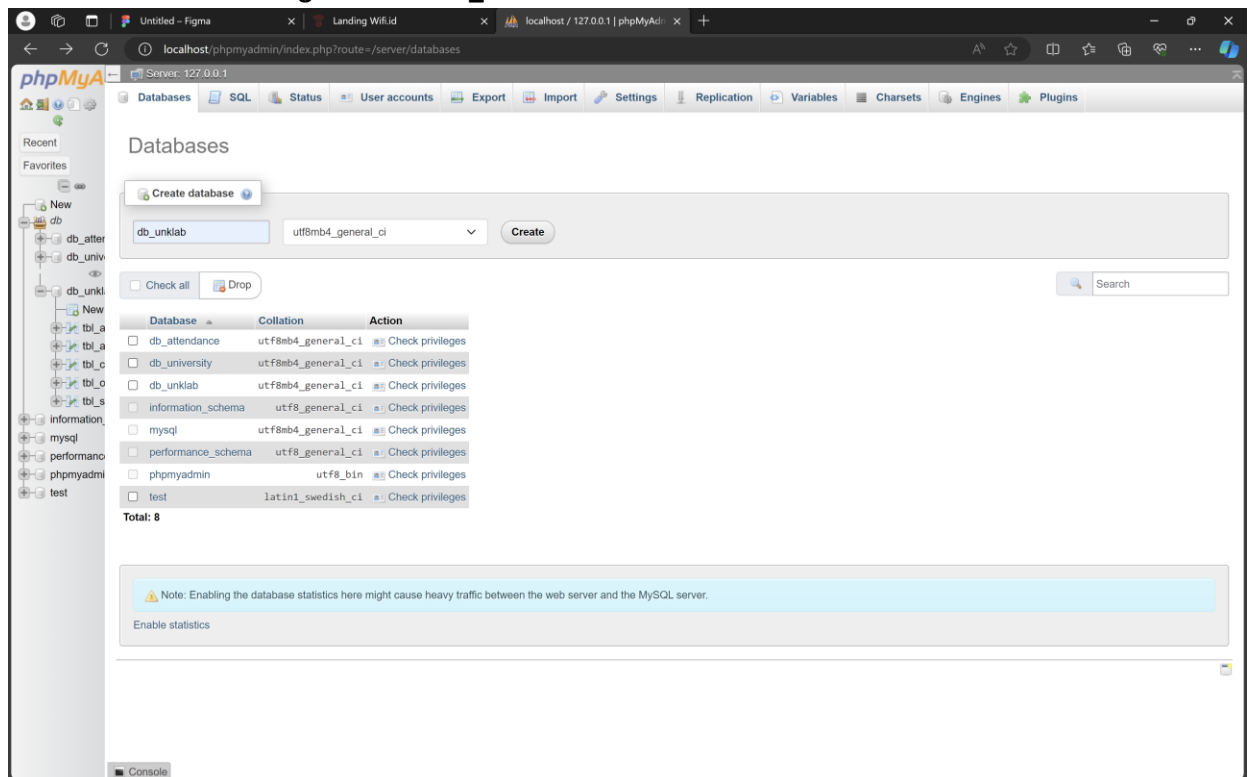 Untitled – Figma
Landing Wifi.id
localhost / 127.0.0.1 | phpMyAdn
localhost/phpmyadmin/index.php?route=/server/databases
phpMyA
Server: 127.0.0.1
Databases SQL Status User accounts Export Import Settings Replication Variables Charsets Engines Plugins
Recent
Favorites
New
db
db_atter
db_univ
db_unkl
New
tbl_a
tbl_a
tbl_c
tbl_o
tbl_s
information_
mysql
performanc
phpmyadmi
test
Databases
Create database
db_unklab utf8mb4_general_ci Create
Check all Drop Search
Database Collation Action
db_attendance utf8mb4_general_ci Check privileges
db_university utf8mb4_general_ci Check privileges
db_unklab utf8mb4_general_ci Check privileges
information_schema utf8_general_ci Check privileges
mysql utf8mb4_general_ci Check privileges
performance_schema utf8_general_ci Check privileges
phpmyadmin utf8_bin Check privileges
test latin1_swedish_ci Check privileges
Total: 8
Note: Enabling the database statistics here might cause heavy traffic between the web server and the MySQL server.
Enable statistics
Console